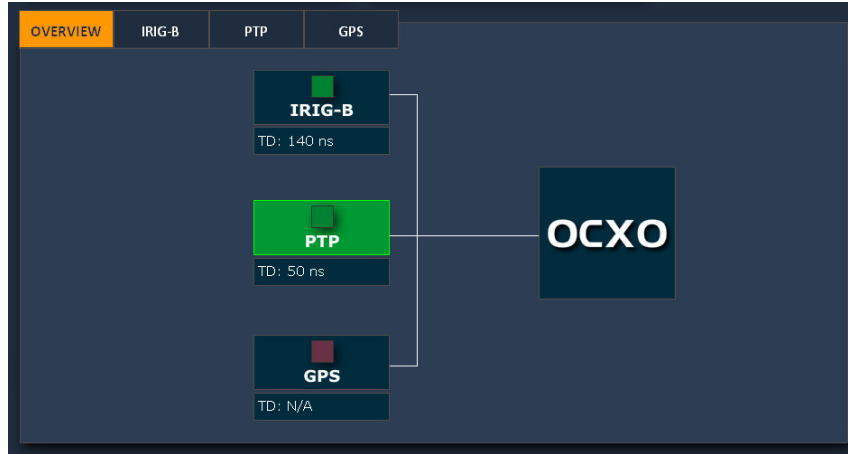 OVERVIEW IRIG-B PTP GPS
IRIG-B
TD: 140 ns
PTP
TD: 50 ns
GPS
TD: N/A
OCXO